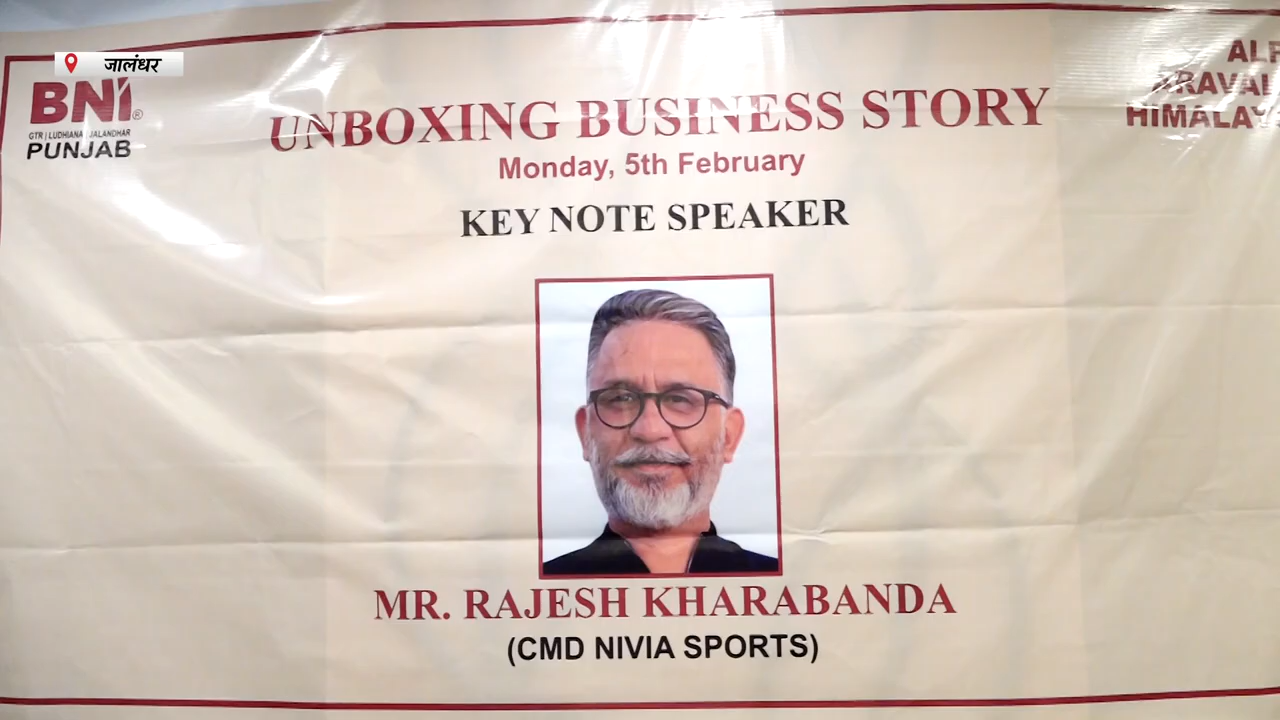 जालंधर
BNI®
GTR | LUDHIANA | JALANDHAR
PUNJAB
UNBOXING BUSINESS STORY
Monday, 5th February
KEY NOTE SPEAKER
MR. RAJESH KHARABANDA
(CMD NIVIA SPORTS)